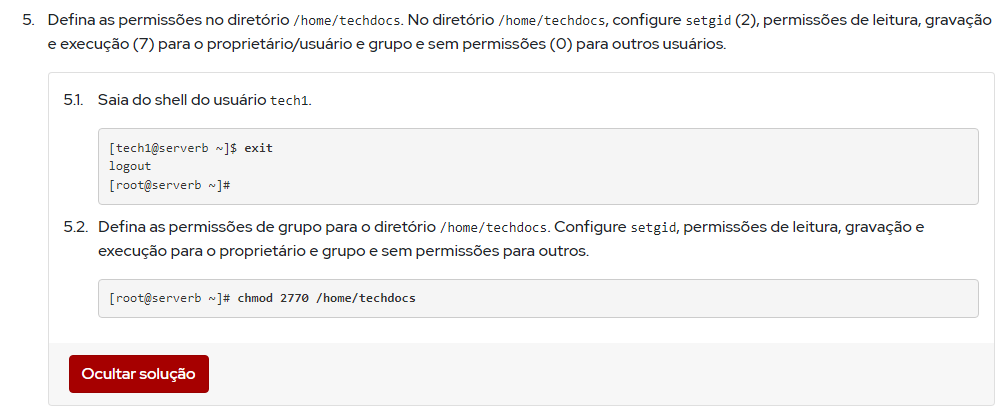 5. Defina as permissões no diretório /home/techdocs. No diretório /home/techdocs, configure setgid (2), permissões de leitura, gravação
e execução (7) para o proprietário/usuário e grupo e sem permissões (0) para outros usuários.
5.1. Saia do shell do usuário tech1.
[tech1@serverb ~]$ exit
logout
[root@serverb ~]#
5.2. Defina as permissões de grupo para o diretório /home/techdocs. Configure setgid, permissões de leitura, gravação e
execução para o proprietário e grupo e sem permissões para outros.
[root@serverb ~]# chmod 2770 /home/techdocs
Ocultar solução